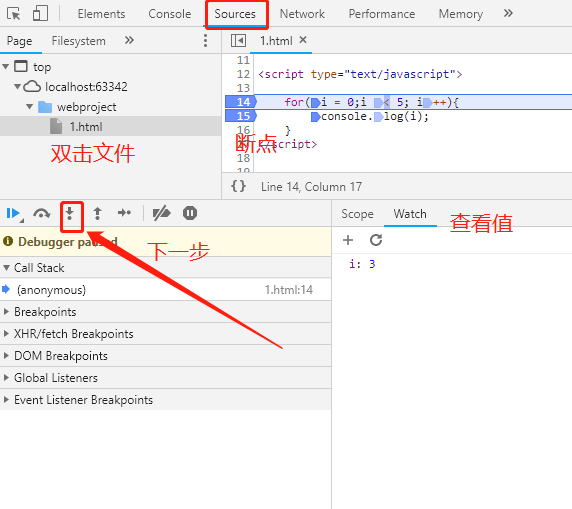 Elements Console Sources Network Performance Memory »
Page Filesystem » 1.html ×
top
localhost:63342
webproject
1.html
双击文件
11
12 <script type="text/javascript">
13
14 for(i = 0;i < 5; i++){
15 console.log(i);
16 }
17 </script>
18
断点
{} Line 14, Column 17
下一步
Debugger paused
Call Stack
(anonymous) 1.html:14
Breakpoints
XHR/fetch Breakpoints
DOM Breakpoints
Global Listeners
Event Listener Breakpoints
Scope Watch
查看值
i: 3